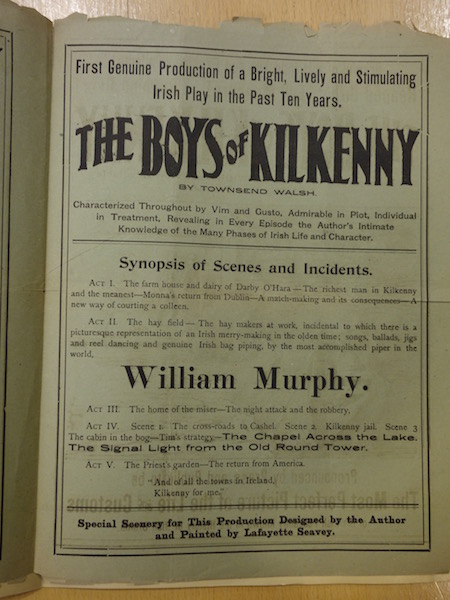 First Genuine Production of a Bright, Lively and Stimulating
Irish Play in the Past Ten Years.
THE BOYS OF KILKENNY
BY TOWNSEND WALSH.
Characterized Throughout by Vim and Gusto, Admirable in Plot, Individual
in Treatment, Revealing in Every Episode the Author's Intimate
Knowledge of the Many Phases of Irish Life and Character.
Synopsis of Scenes and Incidents.
ACT I. The farm house and dairy of Darby O'Hara—The richest man in Kilkenny
and the meanest—Monna's return from Dublin—A match-making and its consequences—A
new way of courting a colleen.
ACT II. The hay field—The hay makers at work, incidental to which there is a
picturesque representation of an Irish merry-making in the olden time; songs, ballads, jigs
and reel dancing and genuine Irish bag piping, by the most accomplished piper in the
world,
William Murphy.
ACT III. The home of the miser—The night attack and the robbery.
ACT IV. Scene 1. The cross-roads to Cashel. Scene 2. Kilkenny jail. Scene 3
The cabin in the bog—Tim's strategy.—The Chapel Across the Lake.
The Signal Light from the Old Round Tower.
ACT V. The Priest's garden—The return from America.
"And of all the towns in Ireland,
Kilkenny for me."
Special Scenery for This Production Designed by the Author
and Painted by Lafayette Seavey.